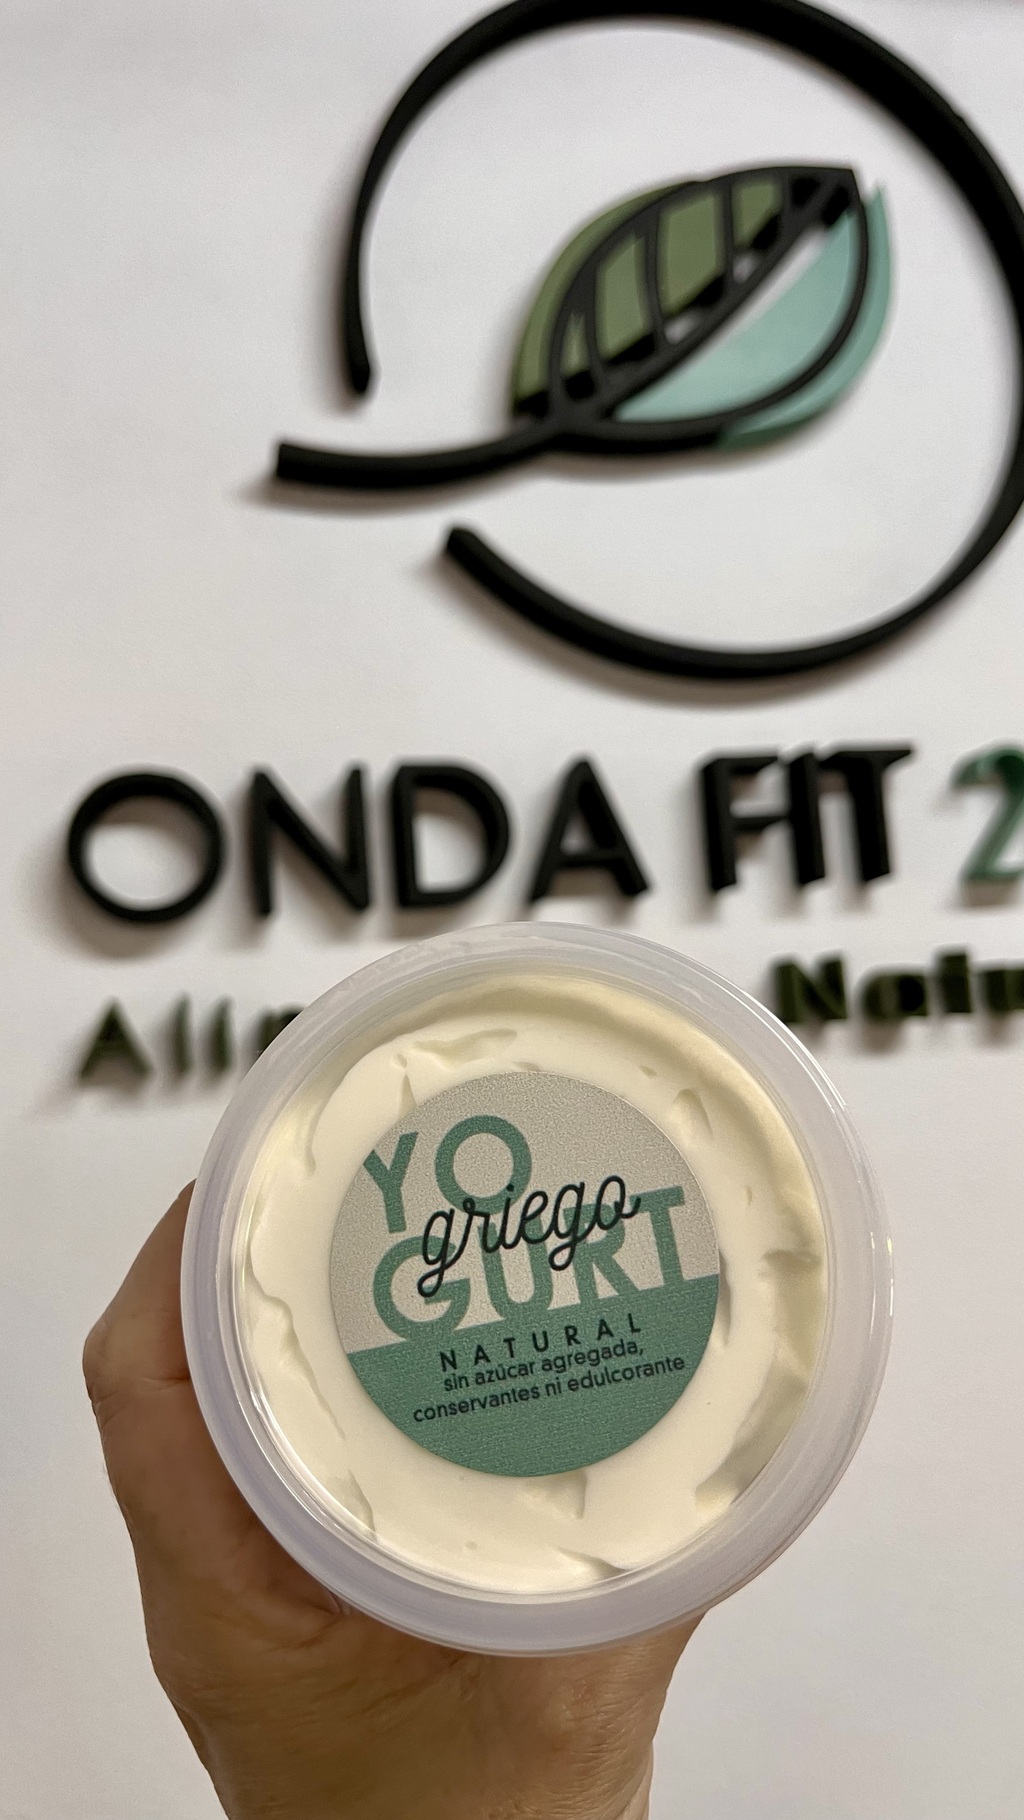 ONDA FIT 2
YO
griego
GURT
NATURAL
sin azúcar agregada,
conservantes ni edulcorante